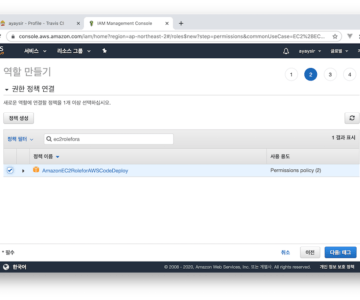 ayayoir - Profile - Travis CI
IAM Management Console
console.aws.amazon.com/iam/home?region=ap-northeast-2#/roles$new?step=permissions&commonUseCase=EC2%2BEC...
서비스 리소스 그룹 ayayoir 글로벌
역할 만들기
1 2 3 4
권한 정책 연결
새로운 역할에 연결할 정책을 1개 이상 선택하십시오.
정책 생성
정책 필터 ec2rolefora 1 결과 표시
정책 이름 사용 용도
AmazonEC2RoleforAWSCodeDeploy Permissions policy (2)
* 필수 취소 이전 다음: 태그
한국어 © 2008 - 2020, Amazon Web Services, Inc. 또는 계열사. All rights reserved. 개인 정보 보호 정책